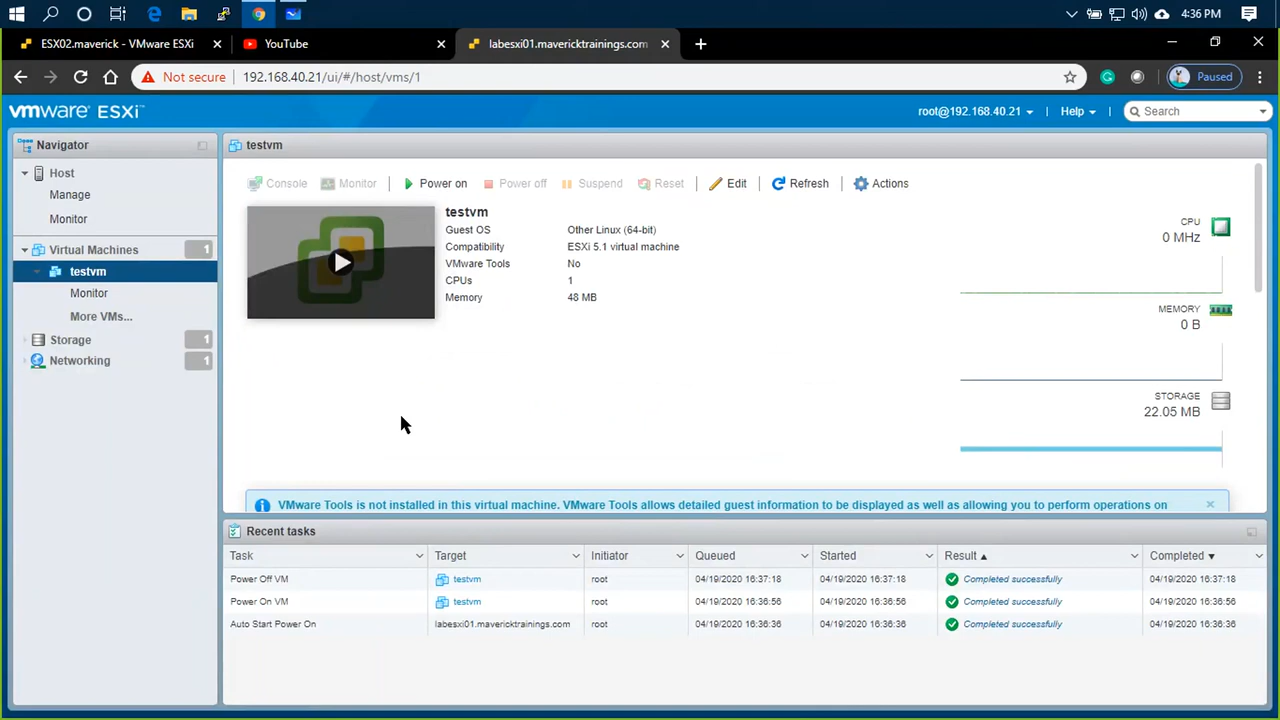 4:36 PM
ESX02.maverick - VMware ESXi
YouTube
labesxi01.mavericktrainings.com
Not secure
192.168.40.21/ui/#/host/vms/1
Paused
vmware ESXi
root@192.168.40.21
Help
Search
Navigator
Host
Manage
Monitor
Virtual Machines 1
testvm
Monitor
More VMs...
Storage 1
Networking 1
testvm
Console Monitor Power on Power off Suspend Reset Edit Refresh Actions
testvm
Guest OS Other Linux (64-bit)
Compatibility ESXi 5.1 virtual machine
VMware Tools No
CPUs 1
Memory 48 MB
CPU
0 MHz
MEMORY
0 B
STORAGE
22.05 MB
VMware Tools is not installed in this virtual machine. VMware Tools allows detailed guest information to be displayed as well as allowing you to perform operations on
Recent tasks
Task Target Initiator Queued Started Result Completed
Power Off VM testvm root 04/19/2020 16:37:18 04/19/2020 16:37:18 Completed successfully 04/19/2020 16:37:18
Power On VM testvm root 04/19/2020 16:36:56 04/19/2020 16:36:56 Completed successfully 04/19/2020 16:36:56
Auto Start Power On labesxi01.mavericktrainings.com root 04/19/2020 16:36:36 04/19/2020 16:36:36 Completed successfully 04/19/2020 16:36:36